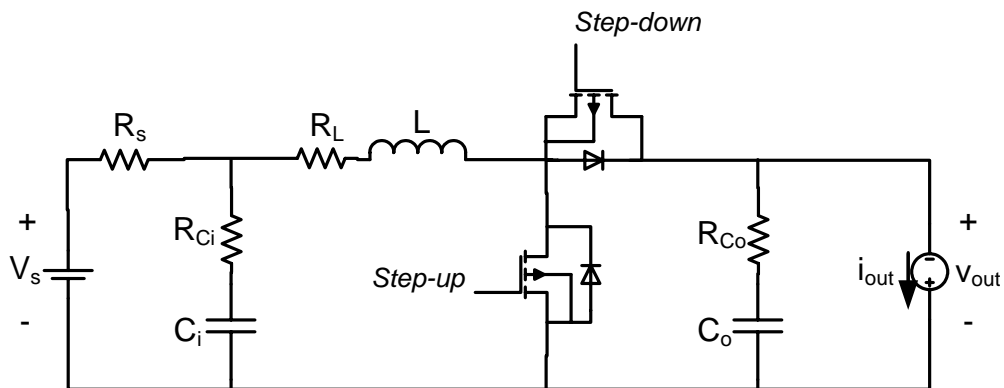 Step-down
R_s
R_L
L
+
V_s
-
R_Ci
C_i
Step-up
R_Co
C_o
i_out
-
+
+
v_out
-